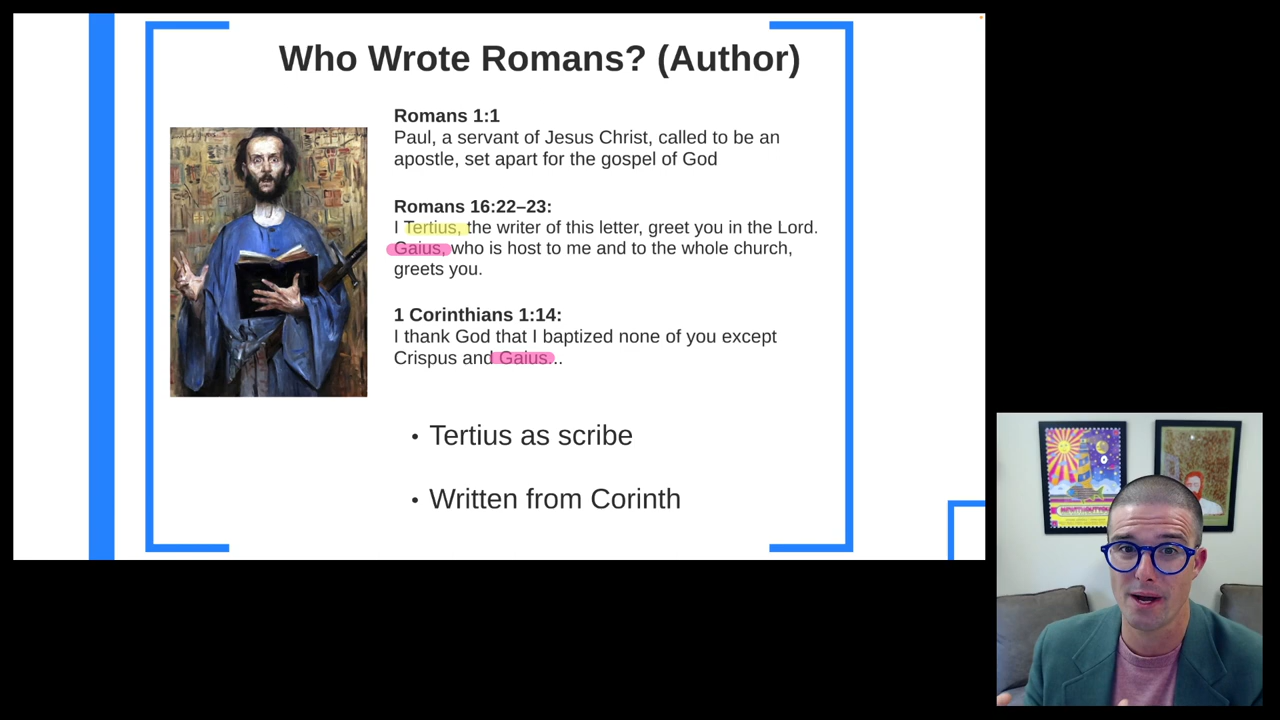 Who Wrote Romans? (Author)
Romans 1:1
Paul, a servant of Jesus Christ, called to be an
apostle, set apart for the gospel of God
Romans 16:22–23:
I Tertius, the writer of this letter, greet you in the Lord.
Gaius, who is host to me and to the whole church,
greets you.
1 Corinthians 1:14:
I thank God that I baptized none of you except
Crispus and Gaius...
• Tertius as scribe
• Written from Corinth